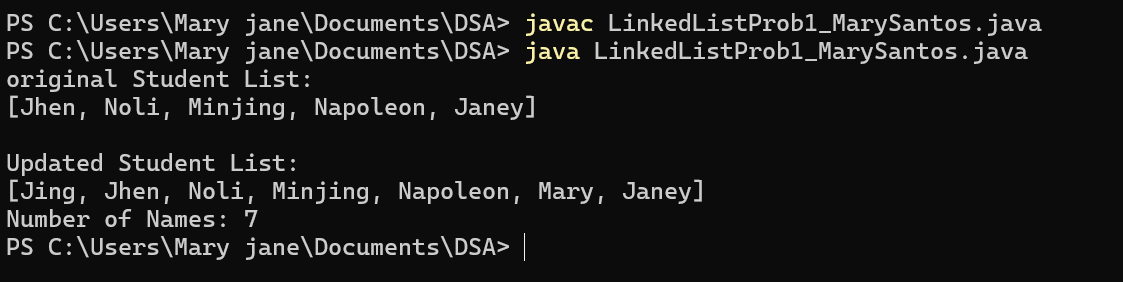 PS C:\Users\Mary jane\Documents\DSA> javac LinkedListProb1_MarySantos.java
PS C:\Users\Mary jane\Documents\DSA> java LinkedListProb1_MarySantos.java
original Student List:
[Jhen, Noli, Minjing, Napoleon, Janey]

Updated Student List:
[Jing, Jhen, Noli, Minjing, Napoleon, Mary, Janey]
Number of Names: 7
PS C:\Users\Mary jane\Documents\DSA>